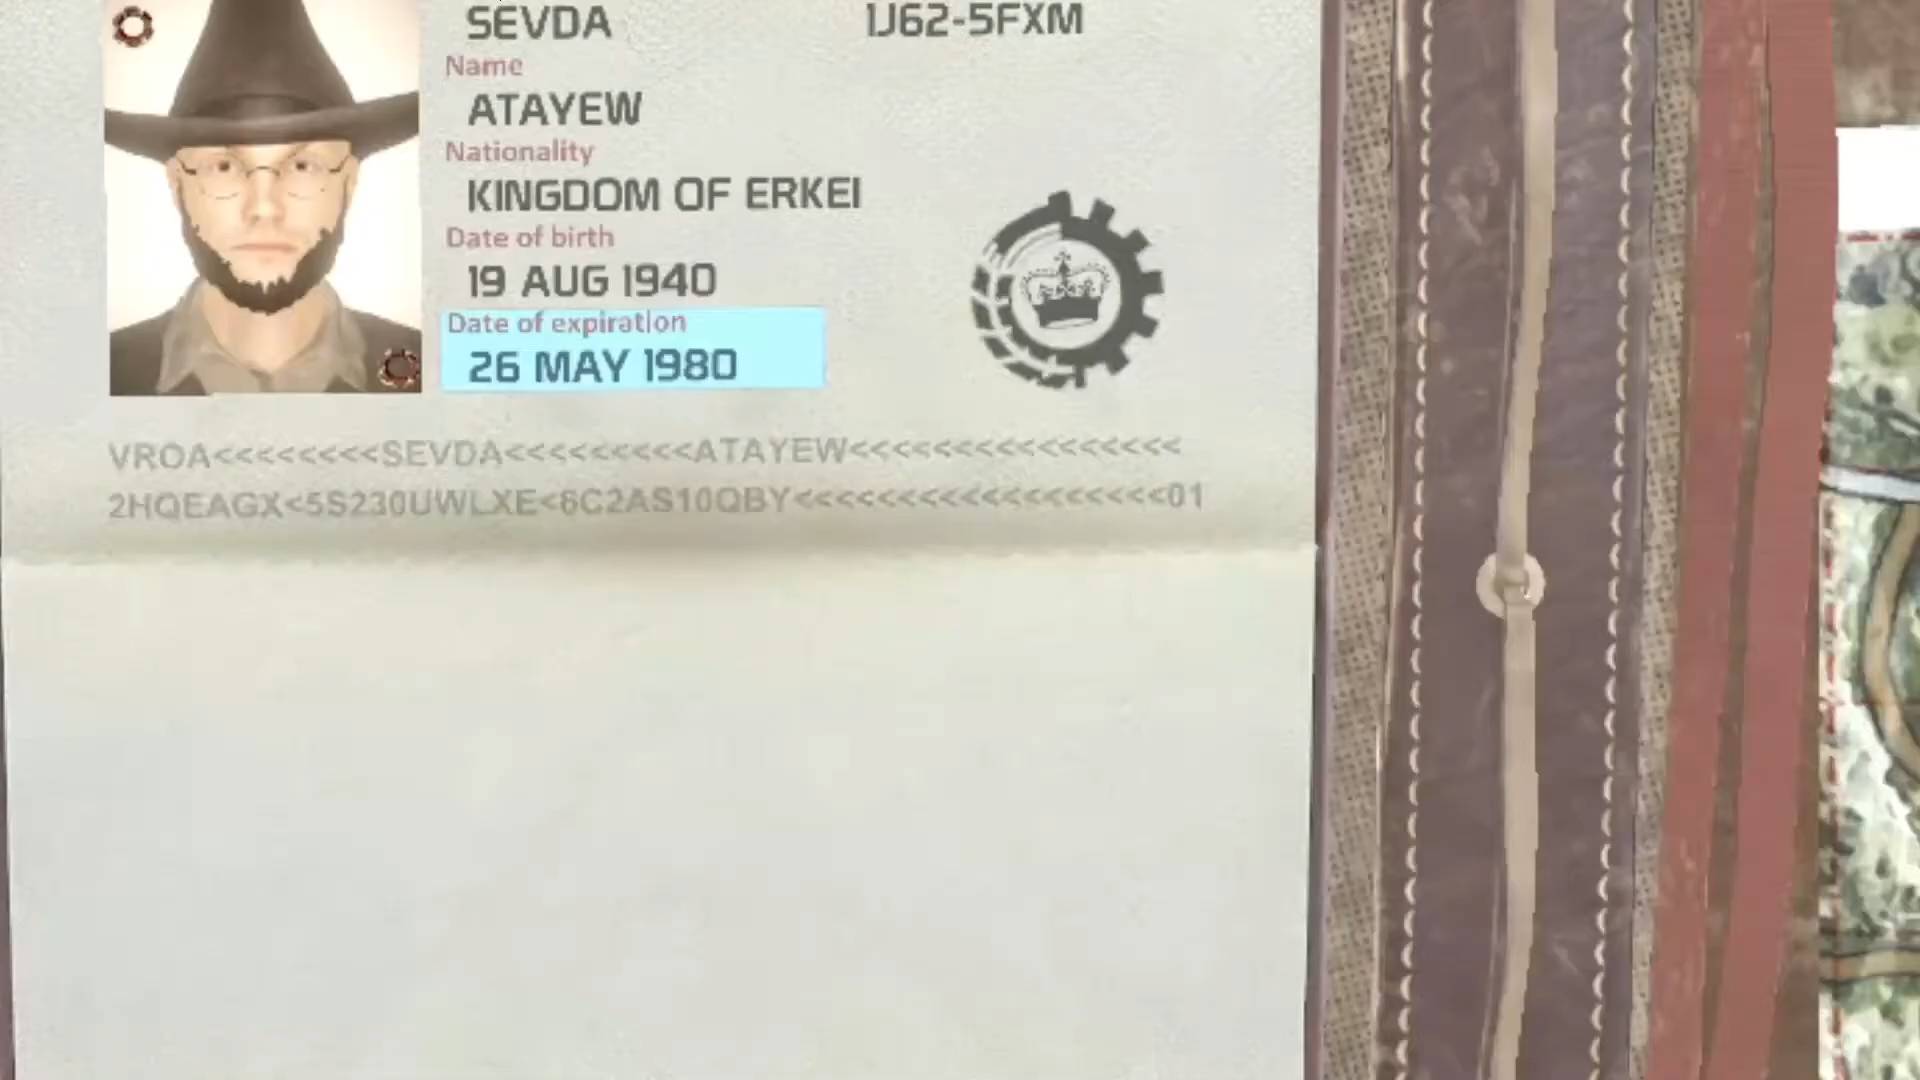 SEVDA 1J62-5FXM
Name
ATAYEW
Nationality
KINGDOM OF ERKEI
Date of birth
19 AUG 1940
Date of expiration
26 MAY 1980
VROA<<<<<<<<SEVDA<<<<<<<<<ATAYEW<<<<<<<<<<<<<<<<
2HQEAGX<5S230UWLXE<6C2AS10QBY<<<<<<<<<<<<<<<<<<01